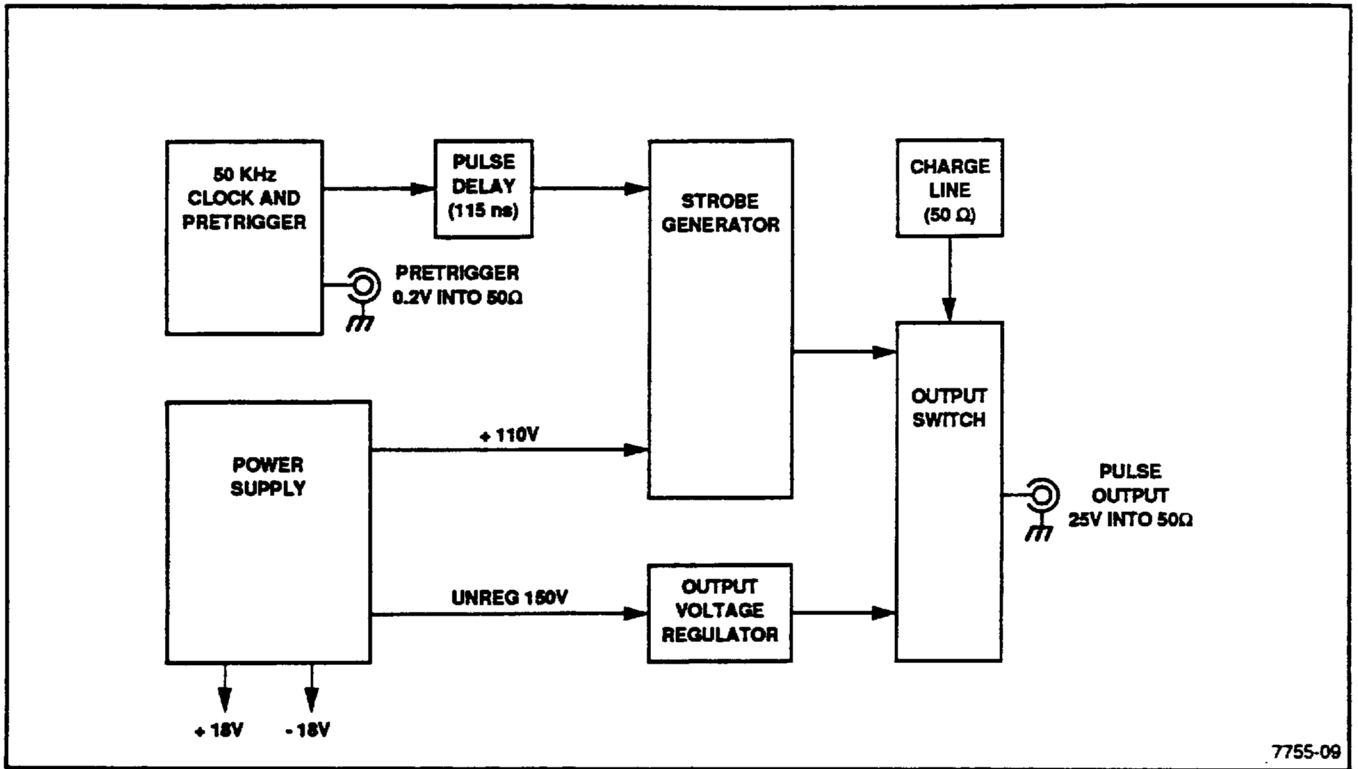 50 KHz
CLOCK AND
PRETRIGGER
PULSE
DELAY
(115 ns)
STROBE
GENERATOR
CHARGE
LINE
(50 Ω)
PRETRIGGER
0.2V INTO 50Ω
OUTPUT
SWITCH
POWER
SUPPLY
+ 110V
PULSE
OUTPUT
25V INTO 50Ω
UNREG 150V
OUTPUT
VOLTAGE
REGULATOR
+ 18V
- 18V
7755-09